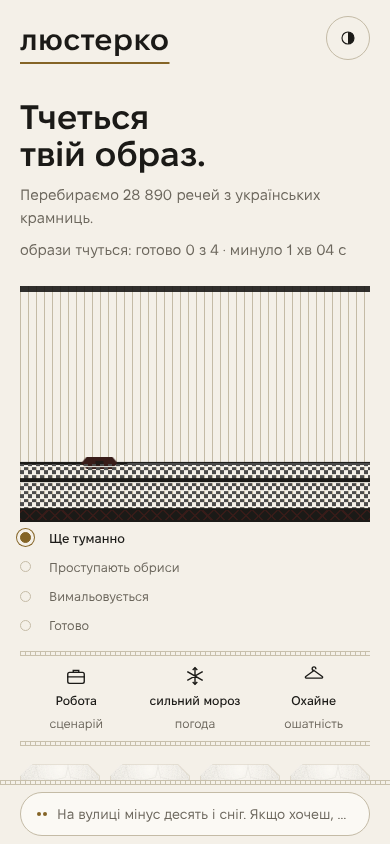 люстерко
Тчеться
твій образ.
Перебираємо 28 890 речей з українських
крамниць.
образи тчуться: готово 0 з 4 · минуло 1 хв 04 с
Ще туманно
Проступають обриси
Вимальовується
Готово
Робота
сценарій
сильний мороз
погода
Охайне
ошатність
На вулиці мінус десять і сніг. Якщо хочеш, ...